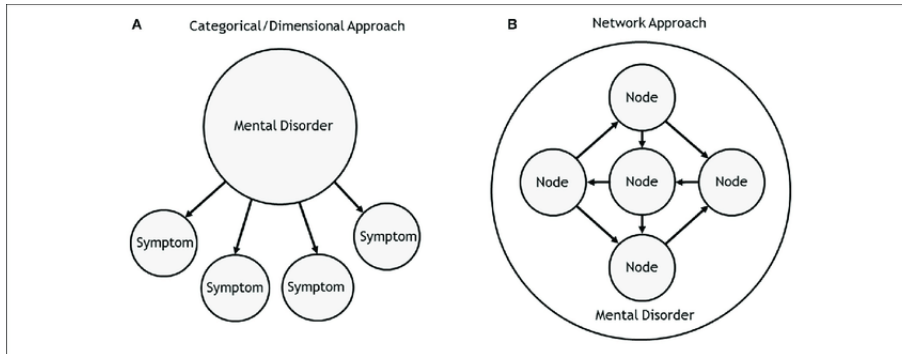 A
Categorical/Dimensional Approach
Mental Disorder
Symptom
Symptom
Symptom
Symptom
B
Network Approach
Node
Node
Node
Node
Node
Mental Disorder